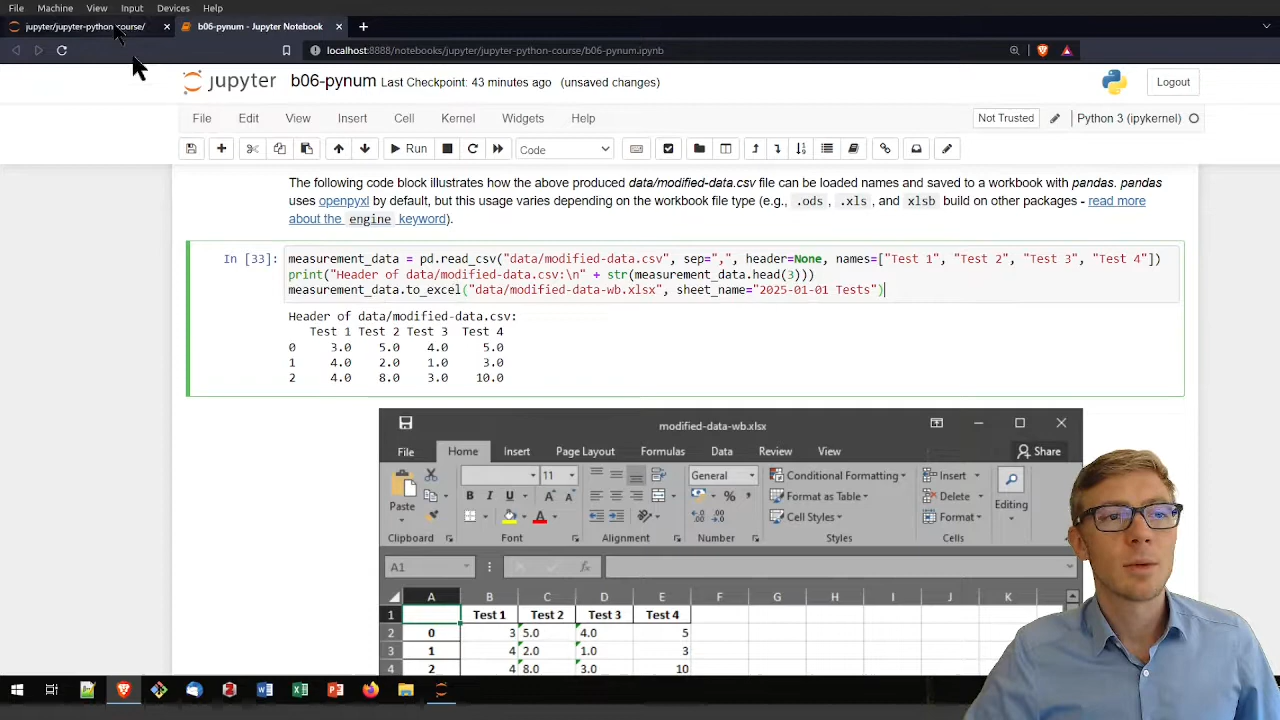 File Machine View Input Devices Help
jupyter/jupyter-python-course/
b06-pynum - Jupyter Notebook
localhost:8888/notebooks/jupyter/jupyter-python-course/b06-pynum.ipynb
jupyter b06-pynum Last Checkpoint: 43 minutes ago (unsaved changes)
Logout
File Edit View Insert Cell Kernel Widgets Help
Not Trusted
Python 3 (ipykernel)
Run
Code
The following code block illustrates how the above produced data/modified-data.csv file can be loaded names and saved to a workbook with pandas. pandas
uses openpyxl by default, but this usage varies depending on the workbook file type (e.g., .ods , .xls , and xlsb build on other packages - read more
about the engine keyword).
In [33]:
measurement_data = pd.read_csv("data/modified-data.csv", sep=",", header=None, names=["Test 1", "Test 2", "Test 3", "Test 4"])
print("Header of data/modified-data.csv:\n" + str(measurement_data.head(3)))
measurement_data.to_excel("data/modified-data-wb.xlsx", sheet_name="2025-01-01 Tests")
Header of data/modified-data.csv:
Test 1 Test 2 Test 3 Test 4
0 3.0 5.0 4.0 5.0
1 4.0 2.0 1.0 3.0
2 4.0 8.0 3.0 10.0
modified-data-wb.xlsx
File Home Insert Page Layout Formulas Data Review View Share
11
General
Conditional Formatting
Insert
Paste
B I U
Format as Table
Delete
Editing
Cell Styles
Format
Clipboard Font Alignment Number Styles Cells
A1
fx
A B C D E F G H I J K
1 Test 1 Test 2 Test 3 Test 4
2 0 3 5.0 4.0 5
3 1 4 2.0 1.0 3
4 2 4 8.0 3.0 10